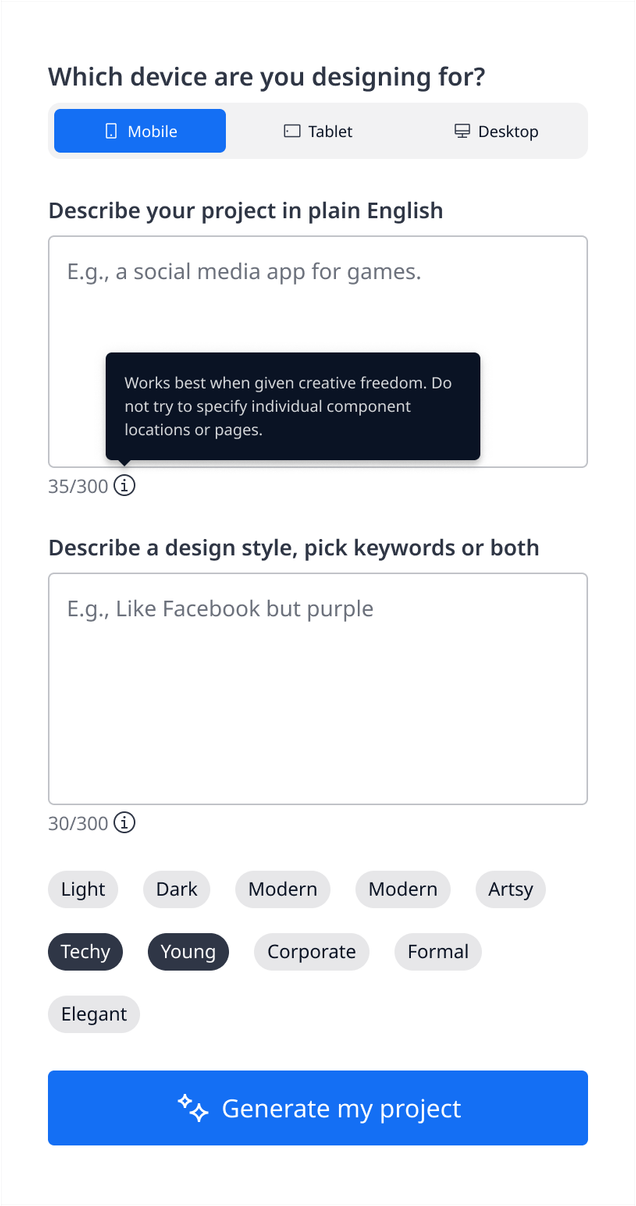 Which device are you designing for?
Mobile Tablet Desktop
Describe your project in plain English
E.g., a social media app for games.
Works best when given creative freedom. Do
not try to specify individual component
locations or pages.
35/300
Describe a design style, pick keywords or both
E.g., Like Facebook but purple
30/300
Light Dark Modern Modern Artsy
Techy Young Corporate Formal
Elegant
Generate my project